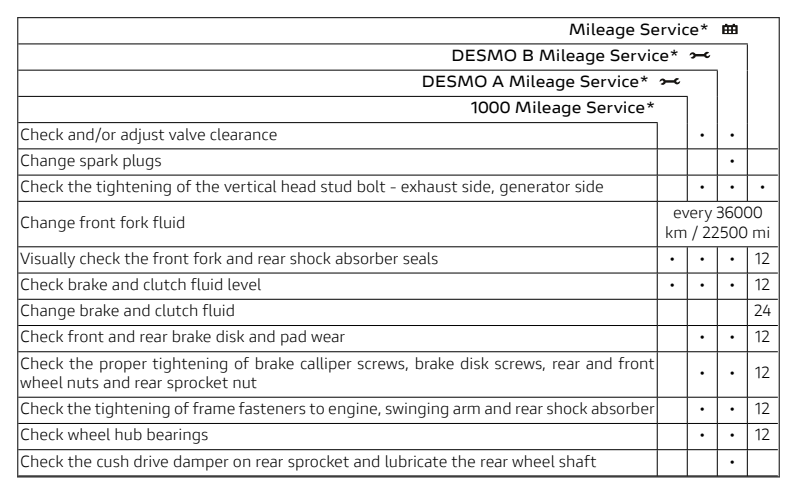 Mileage Service*
DESMO B Mileage Service*
DESMO A Mileage Service*
1000 Mileage Service*
Check and/or adjust valve clearance • •
Change spark plugs •
Check the tightening of the vertical head stud bolt - exhaust side, generator side • • •
Change front fork fluid every 36000
km / 22500 mi
Visually check the front fork and rear shock absorber seals • • • 12
Check brake and clutch fluid level • • • 12
Change brake and clutch fluid 24
Check front and rear brake disk and pad wear • • 12
Check the proper tightening of brake calliper screws, brake disk screws, rear and front
wheel nuts and rear sprocket nut • • 12
Check the tightening of frame fasteners to engine, swinging arm and rear shock absorber • • 12
Check wheel hub bearings • • 12
Check the cush drive damper on rear sprocket and lubricate the rear wheel shaft •